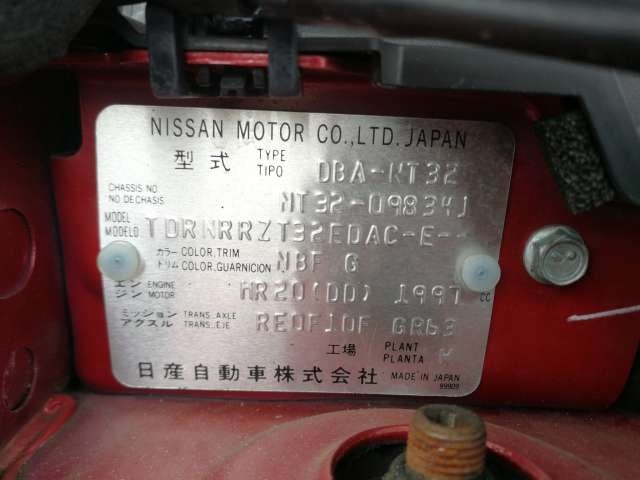 NISSAN MOTOR CO.,LTD. JAPAN
型式 TYPE TIPO DBA-NT32
CHASSIS NO NO DE CHASIS NT32-098341
MODEL MODELO TDRNRRZT32EDAC-E--
カラー COLOR,TRIM トリム COLOR,GUARNICION NBF G
エンジン ENGINE MOTOR MR20(DD) 1997 cc
ミッション TRANS.,AXLE アクスル TRANS.,EJE RE0F10F GR63
工場 PLANT PLANTA K
日産自動車株式会社 MADE IN JAPAN